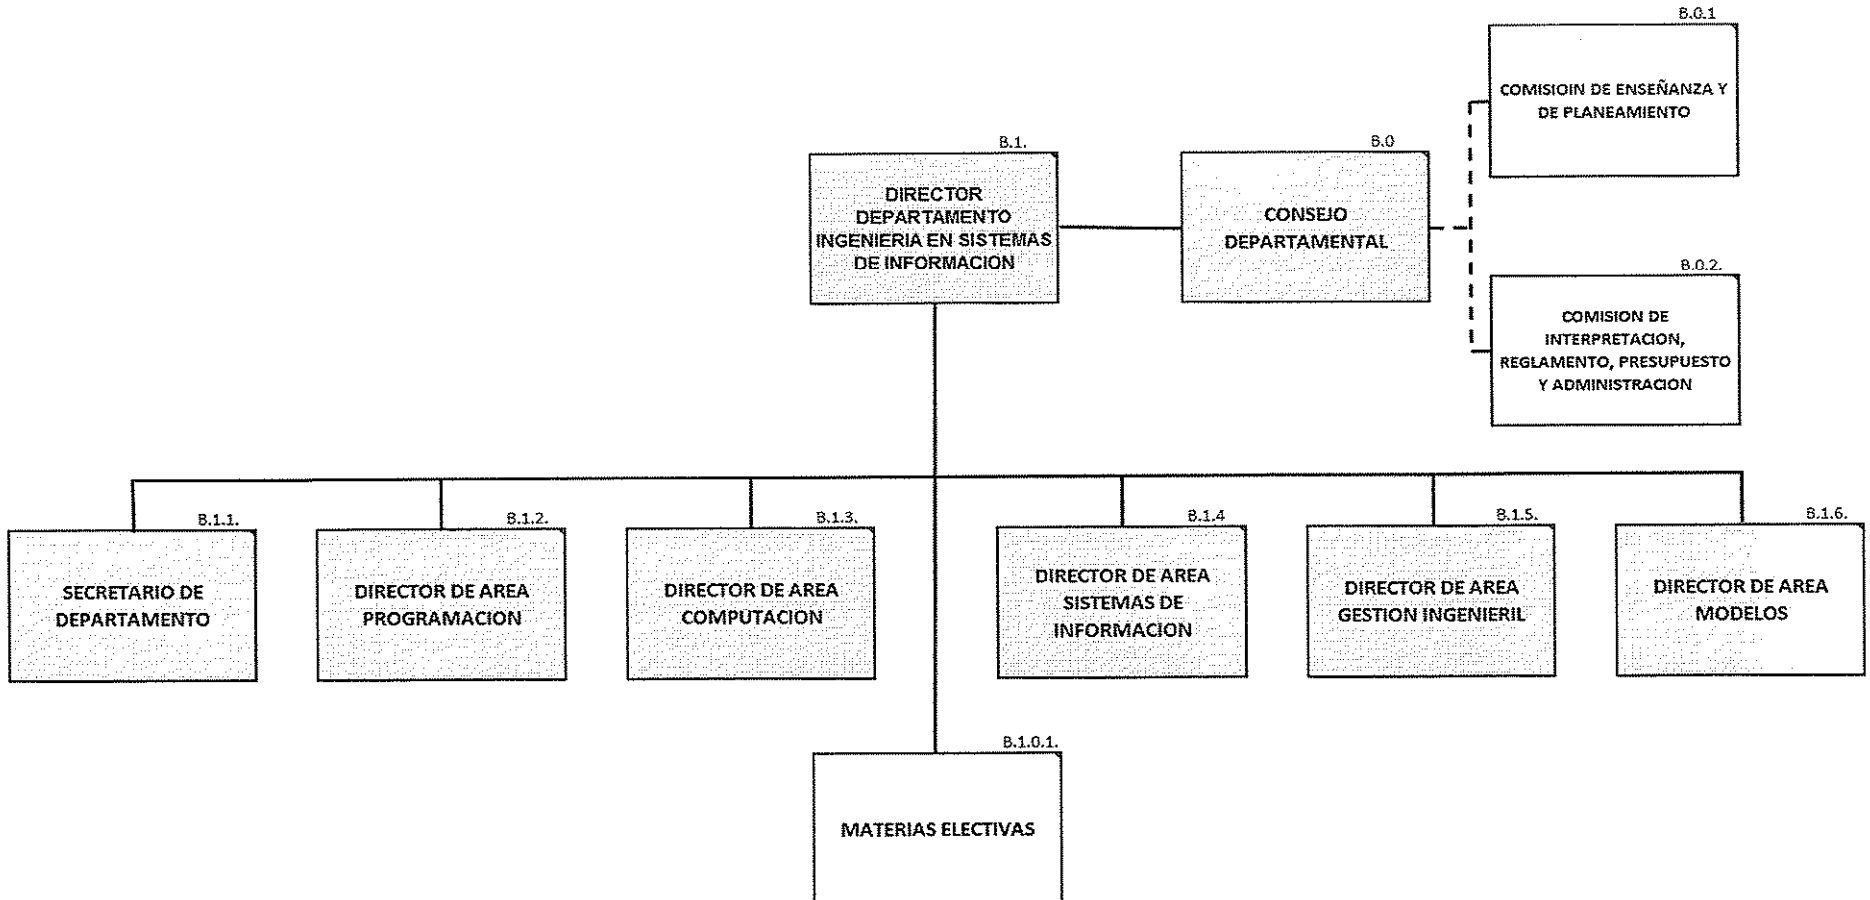 B.0.1
COMISIOIN DE ENSEÑANZA Y
DE PLANEAMIENTO
B.1.
DIRECTOR
DEPARTAMENTO
INGENIERIA EN SISTEMAS
DE INFORMACION
B.0
CONSEJO
DEPARTAMENTAL
B.0.2.
COMISION DE
INTERPRETACION,
REGLAMENTO, PRESUPUESTO
Y ADMINISTRACION
B.1.1.
SECRETARIO DE
DEPARTAMENTO
B.1.2.
DIRECTOR DE AREA
PROGRAMACION
B.1.3.
DIRECTOR DE AREA
COMPUTACION
B.1.4
DIRECTOR DE AREA
SISTEMAS DE
INFORMACION
B.1.5.
DIRECTOR DE AREA
GESTION INGENIERIL
B.1.6.
DIRECTOR DE AREA
MODELOS
B.1.0.1.
MATERIAS ELECTIVAS